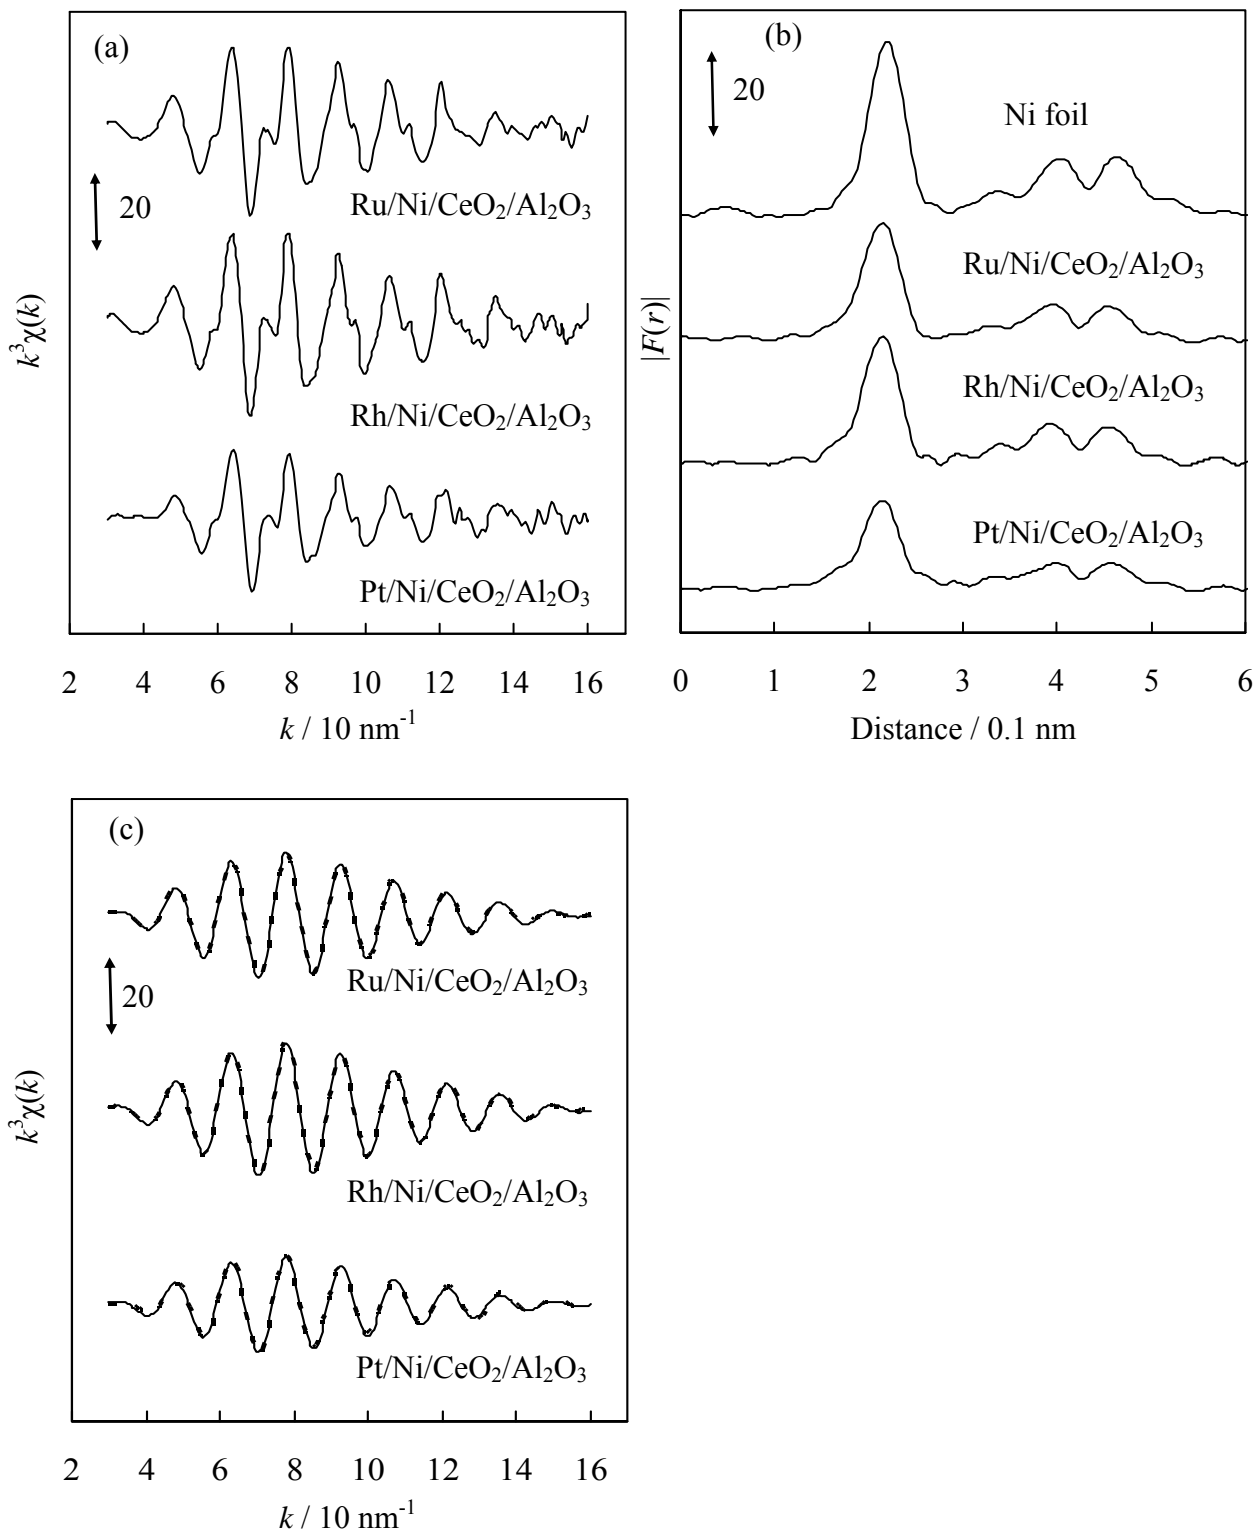 (a)
20
Ru/Ni/CeO₂/Al₂O₃
Rh/Ni/CeO₂/Al₂O₃
Pt/Ni/CeO₂/Al₂O₃
k³χ(k)
2 4 6 8 10 12 14 16
k / 10 nm⁻¹
(b)
20
Ni foil
Ru/Ni/CeO₂/Al₂O₃
Rh/Ni/CeO₂/Al₂O₃
Pt/Ni/CeO₂/Al₂O₃
|F(r)|
0 1 2 3 4 5 6
Distance / 0.1 nm
(c)
Ru/Ni/CeO₂/Al₂O₃
20
Rh/Ni/CeO₂/Al₂O₃
Pt/Ni/CeO₂/Al₂O₃
k³χ(k)
2 4 6 8 10 12 14 16
k / 10 nm⁻¹